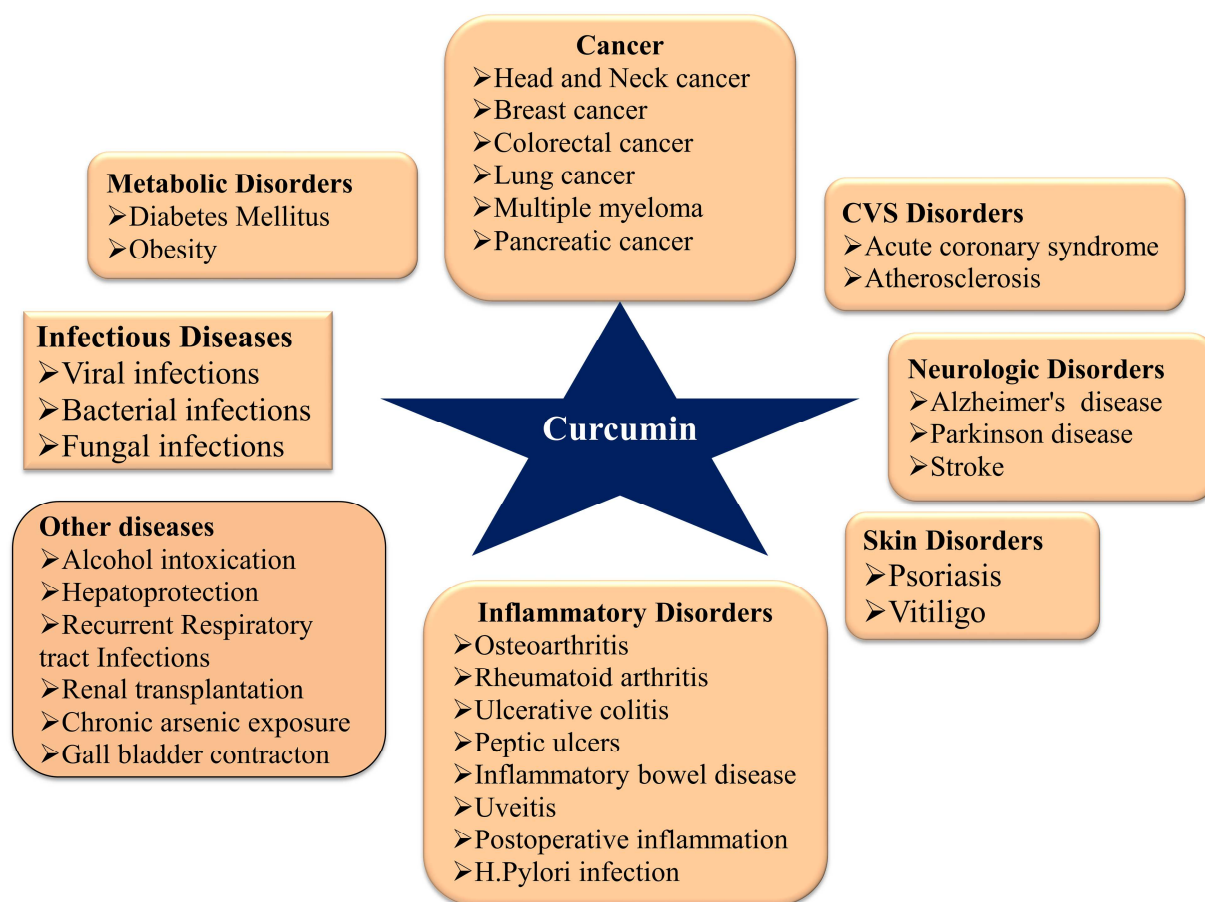 Cancer
➢Head and Neck cancer
➢Breast cancer
➢Colorectal cancer
➢Lung cancer
➢Multiple myeloma
➢Pancreatic cancer
Metabolic Disorders
➢Diabetes Mellitus
➢Obesity
CVS Disorders
➢Acute coronary syndrome
➢Atherosclerosis
Infectious Diseases
➢Viral infections
➢Bacterial infections
➢Fungal infections
Curcumin
Neurologic Disorders
➢Alzheimer's  disease
➢Parkinson disease
➢Stroke
Other diseases
➢Alcohol intoxication
➢Hepatoprotection
➢Recurrent Respiratory
tract Infections
➢Renal transplantation
➢Chronic arsenic exposure
➢Gall bladder contracton
Skin Disorders
➢Psoriasis
➢Vitiligo
Inflammatory Disorders
➢Osteoarthritis
➢Rheumatoid arthritis
➢Ulcerative colitis
➢Peptic ulcers
➢Inflammatory bowel disease
➢Uveitis
➢Postoperative inflammation
➢H.Pylori infection